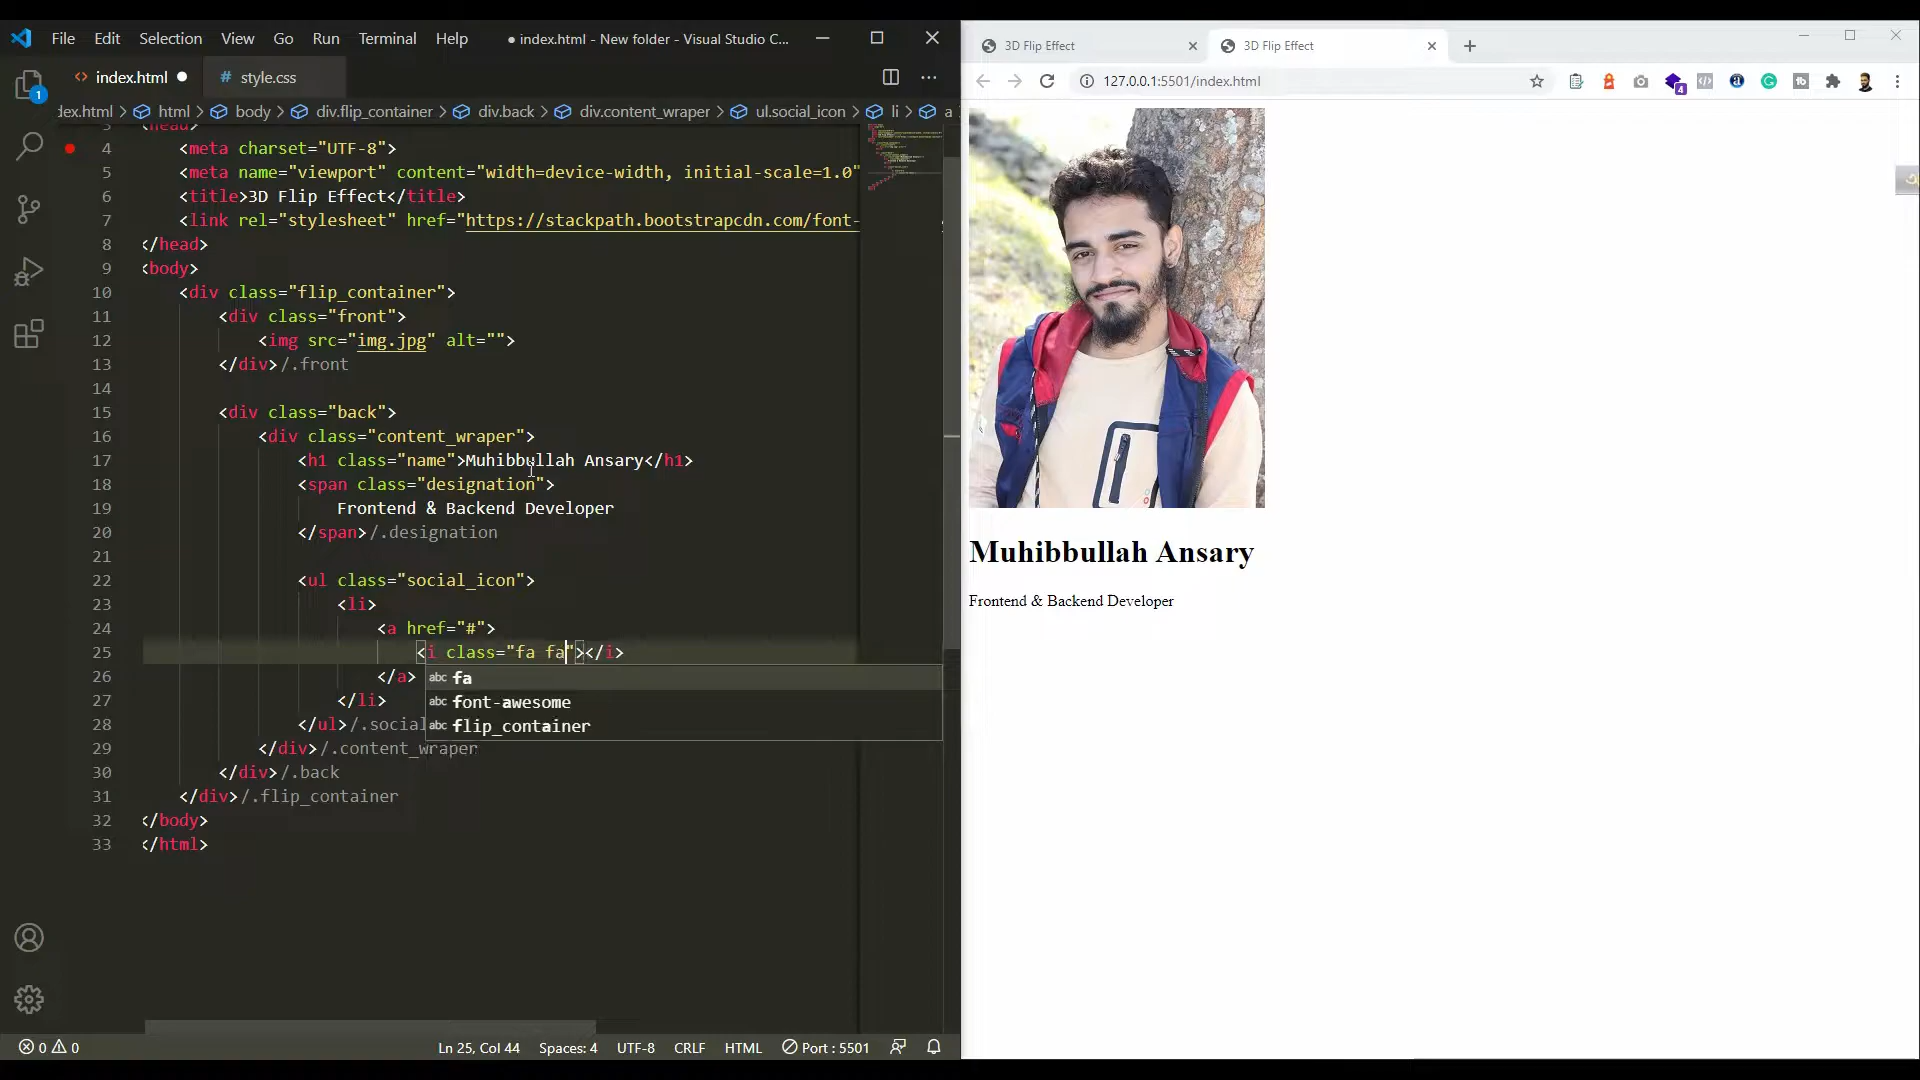 File Edit Selection View Go Run Terminal Help ● index.html - New folder - Visual Studio C...
3D Flip Effect
3D Flip Effect
1
<> index.html ● # style.css
127.0.0.1:5501/index.html
4
dex.html > html > body > div.flip_container > div.back > div.content_wraper > ul.social_icon > li > a
3 <head>
4 <meta charset="UTF-8">
5 <meta name="viewport" content="width=device-width, initial-scale=1.0"
6 <title>3D Flip Effect</title>
7 <link rel="stylesheet" href="https://stackpath.bootstrapcdn.com/font-
8 </head>
9 <body>
10 <div class="flip_container">
11 <div class="front">
12 <img src="img.jpg" alt="">
13 </div>/.front
14
15 <div class="back">
16 <div class="content_wraper">
17 <h1 class="name">Muhibbullah Ansary</h1>
18 <span class="designation">
19 Frontend & Backend Developer
20 </span>/.designation
21
22 <ul class="social_icon">
23 <li>
24 <a href="#">
25 <i class="fa fa"></i>
26 </a>
27 </li>
28 </ul>/.social
29 </div>/.content_wraper
30 </div>/.back
31 </div>/.flip_container
32 </body>
33 </html>
abc fa
abc font-awesome
abc flip_container
Muhibbullah Ansary
Frontend & Backend Developer
0 0
Ln 25, Col 44 Spaces: 4 UTF-8 CRLF HTML Port : 5501